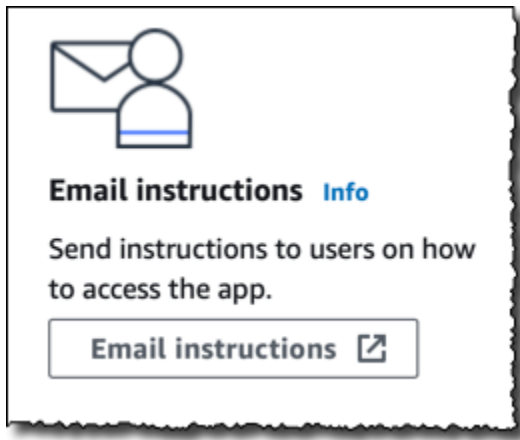 Email instructions Info
Send instructions to users on how
to access the app.
Email instructions